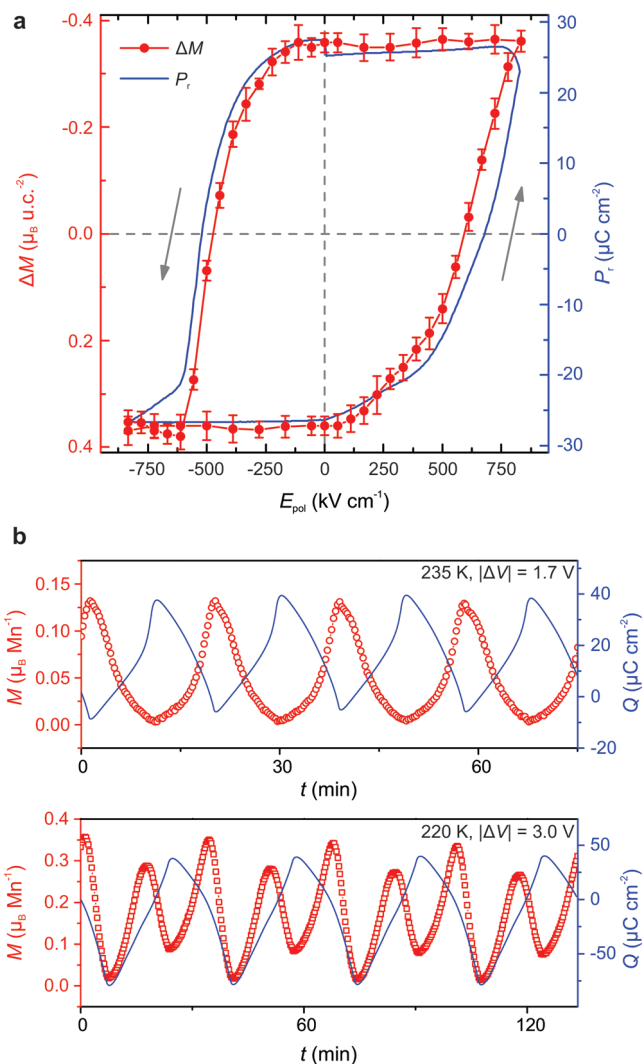 a
-0.4
-0.2
0.0
0.2
0.4
ΔM (μB u.c.-2)
ΔM
Pr
30
20
10
0
-10
-20
-30
Pr (μC cm-2)
-750 -500 -250 0 250 500 750
Epol (kV cm-1)
b
235 K, |ΔV| = 1.7 V
0.15
0.10
0.05
0.00
M (μB Mn-1)
40
20
0
-20
Q (μC cm-2)
0 30 60
t (min)
220 K, |ΔV| = 3.0 V
0.4
0.3
0.2
0.1
0.0
M (μB Mn-1)
50
0
-50
Q (μC cm-2)
0 60 120
t (min)